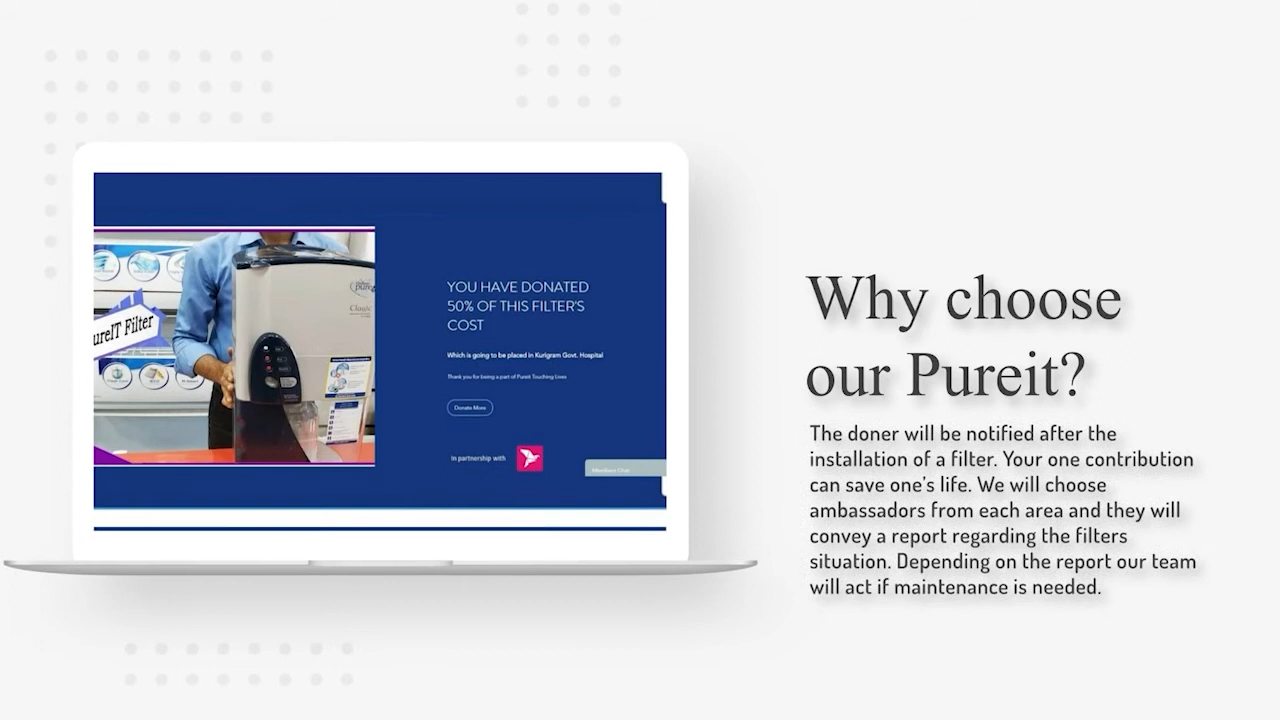 YOU HAVE DONATED
50% OF THIS FILTER'S
COST
Which is going to be placed in Kurigram Govt. Hospital
Thank you for being a part of Pureit Touching Lives
Donate More
In partnership with
Members Chat
ureIT Filter
Classic
Why choose
our Pureit?
The doner will be notified after the
installation of a filter. Your one contribution
can save one's life. We will choose
ambassadors from each area and they will
convey a report regarding the filters
situation. Depending on the report our team
will act if maintenance is needed.